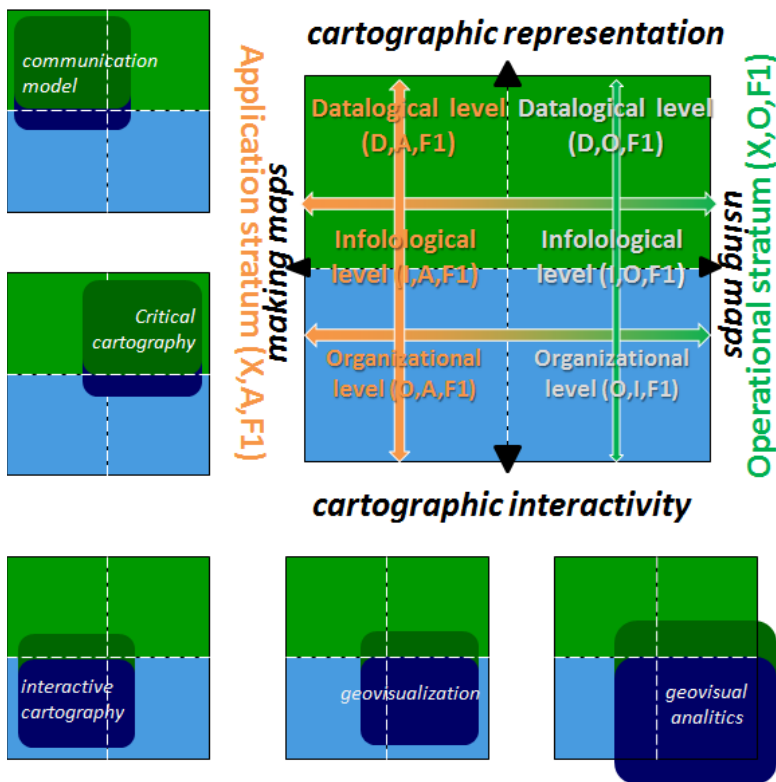 communication
model
cartographic representation
Application stratum (X,A,F1)
Operational stratum (X,O,F1)
Datalogical level
(D,A,F1)
Datalogical level
(D,O,F1)
making maps
using maps
Infolological
level (I,A,F1)
Infolological
level (I,O,F1)
Critical
cartography
Organizational
level (O,A,F1)
Organizational
level (O,I,F1)
cartographic interactivity
interactive
cartography
geovisualization
geovisual
analitics